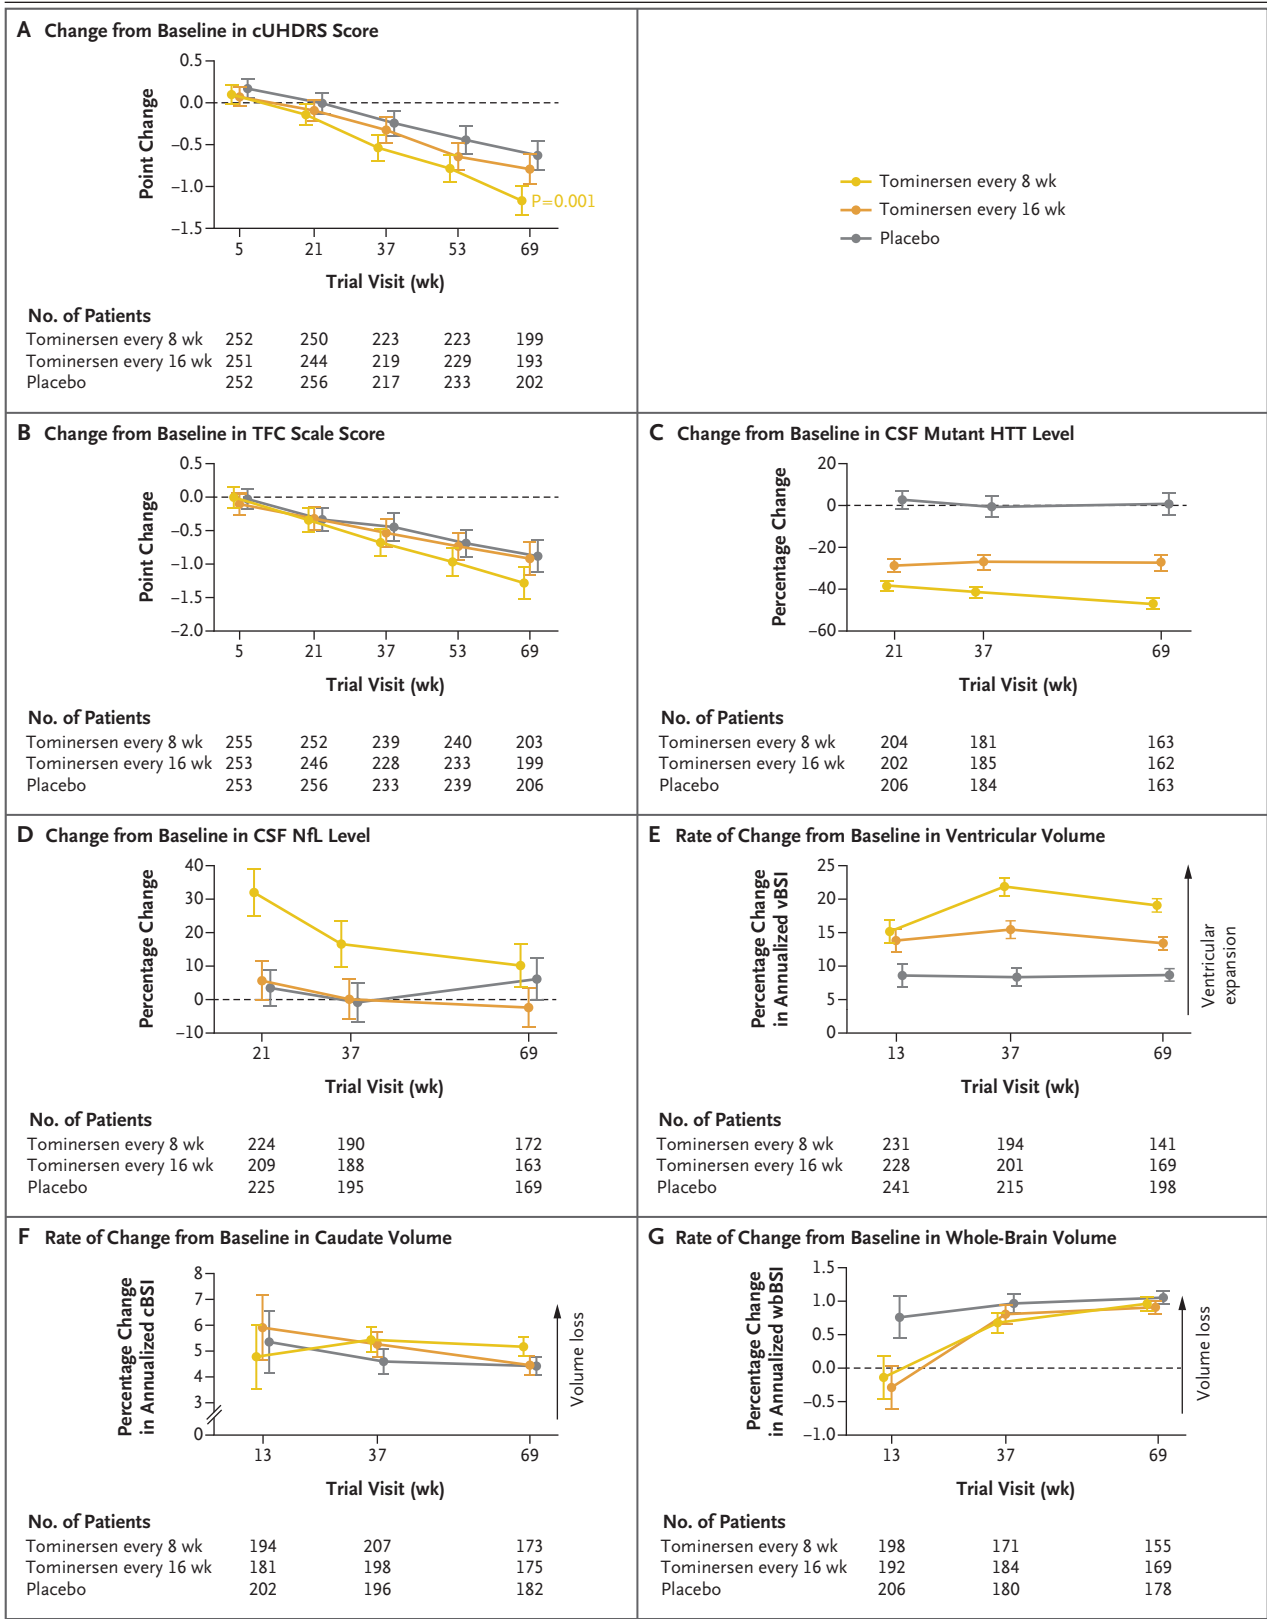 A Change from Baseline in cUHDRS Score
Point Change
0.5
0.0
−0.5
−1.0
−1.5
P=0.001
5 21 37 53 69
Trial Visit (wk)
No. of Patients
Tominersen every 8 wk 252 250 223 223 199
Tominersen every 16 wk 251 244 219 229 193
Placebo 252 256 217 233 202
Tominersen every 8 wk
Tominersen every 16 wk
Placebo
B Change from Baseline in TFC Scale Score
Point Change
0.5
0.0
−0.5
−1.0
−1.5
−2.0
5 21 37 53 69
Trial Visit (wk)
No. of Patients
Tominersen every 8 wk 255 252 239 240 203
Tominersen every 16 wk 253 246 228 233 199
Placebo 253 256 233 239 206
C Change from Baseline in CSF Mutant HTT Level
Percentage Change
20
0
−20
−40
−60
21 37 69
Trial Visit (wk)
No. of Patients
Tominersen every 8 wk 204 181 163
Tominersen every 16 wk 202 185 162
Placebo 206 184 163
D Change from Baseline in CSF NfL Level
Percentage Change
40
30
20
10
0
−10
21 37 69
Trial Visit (wk)
No. of Patients
Tominersen every 8 wk 224 190 172
Tominersen every 16 wk 209 188 163
Placebo 225 195 169
E Rate of Change from Baseline in Ventricular Volume
Percentage Change
in Annualized vBSI
25
20
15
10
5
0
Ventricular
expansion
13 37 69
Trial Visit (wk)
No. of Patients
Tominersen every 8 wk 231 194 141
Tominersen every 16 wk 228 201 169
Placebo 241 215 198
F Rate of Change from Baseline in Caudate Volume
Percentage Change
in Annualized cBSI
8
7
6
5
4
3
0
Volume loss
13 37 69
Trial Visit (wk)
No. of Patients
Tominersen every 8 wk 194 207 173
Tominersen every 16 wk 181 198 175
Placebo 202 196 182
G Rate of Change from Baseline in Whole-Brain Volume
Percentage Change
in Annualized wbBSI
1.5
1.0
0.5
0.0
−0.5
−1.0
Volume loss
13 37 69
Trial Visit (wk)
No. of Patients
Tominersen every 8 wk 198 171 155
Tominersen every 16 wk 192 184 169
Placebo 206 180 178